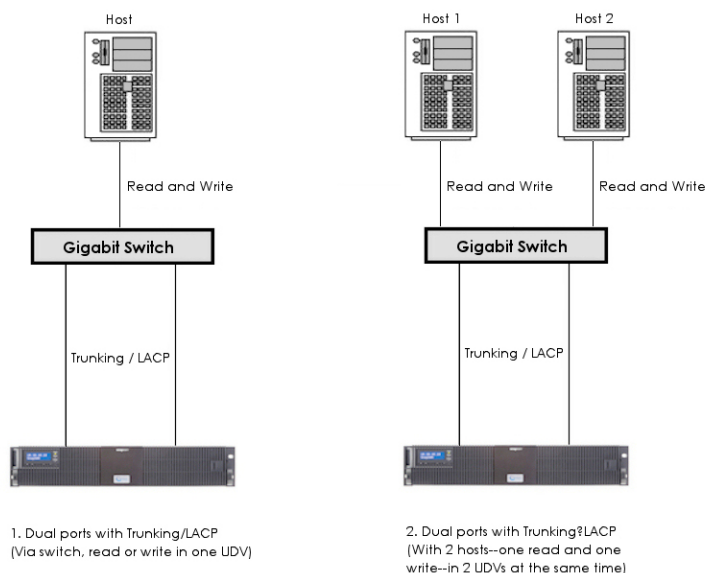 Host
Read and Write
Gigabit Switch
Trunking / LACP
1. Dual ports with Trunking/LACP
(Via switch, read or write in one UDV)
Host 1
Host 2
Read and Write
Read and Write
Gigabit Switch
Trunking / LACP
2. Dual ports with Trunking?LACP
(With 2 hosts--one read and one
write--in 2 UDVs at the same time)